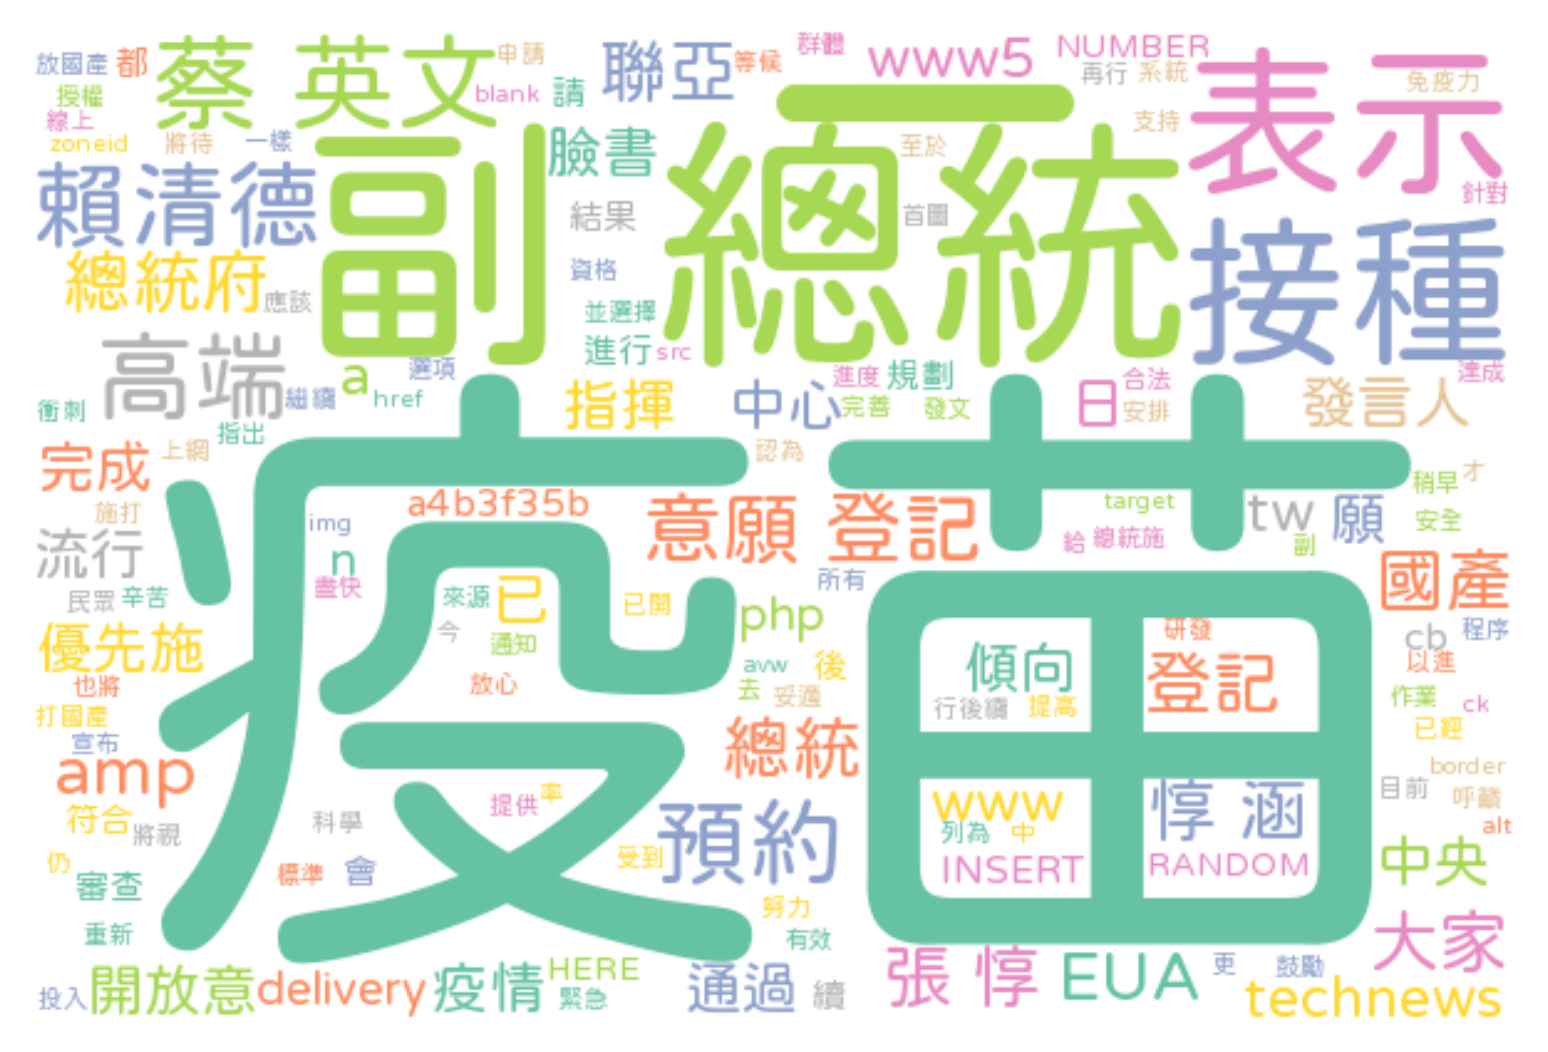 放國產 都 蔡 英文 申請 聯亞 等候 群體 www5 NUMBER 表示
授權 blank 請 再行 系統 免疫力
線上
zoneid 將待 一樣 副總統 臉書 至於 支持
賴清德 結果 首圖 接種 針對
總統府 應該 資格
並選擇
高端 a 選項 進行 src
衝刺 繼續 href 指揮 中心 進度 規劃 日 合法 發言人 達成
指出 完善 發文 安排
完成 上網 疫苗 認為 稍早 才
施打 a4b3f35b 意願 登記 target tw 願 安全
流行 img n 給 總統施 副
民眾 辛苦 盡快 來源 已 已開 所有 國產
優先施 今 通知 php 傾向 研發 登記 cb 程序
也將 放心 avw 後 以進
打國產 去 妥適 行後續 提高 作業 ck
宣布 總統 已經
amp 提供 率 www 惇 涵 目前 border
符合 將視 科學 預約 列為 中 呼籲
仍 標準 會 受到 INSERT RANDOM 中央 alt
審查 努力
重新 有效 大家
投入 開放意 delivery 疫情 HERE 通過 續 張 惇 EUA 更 鼓勵 technews
緊急